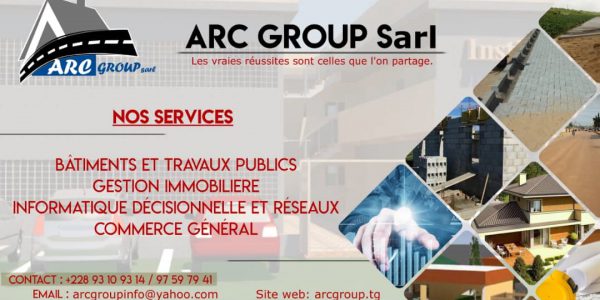 ARC GROUP sarl
ARC GROUP Sarl
Les vraies réussites sont celles que l'on partage.
NOS SERVICES
BÂTIMENTS ET TRAVAUX PUBLICS
GESTION IMMOBILIERE
INFORMATIQUE DÉCISIONNELLE ET RÉSEAUX
COMMERCE GÉNÉRAL
CONTACT : +228 93 10 93 14 / 97 59 79 41
EMAIL : arcgroupinfo@yahoo.com
Site web: arcgroup.tg